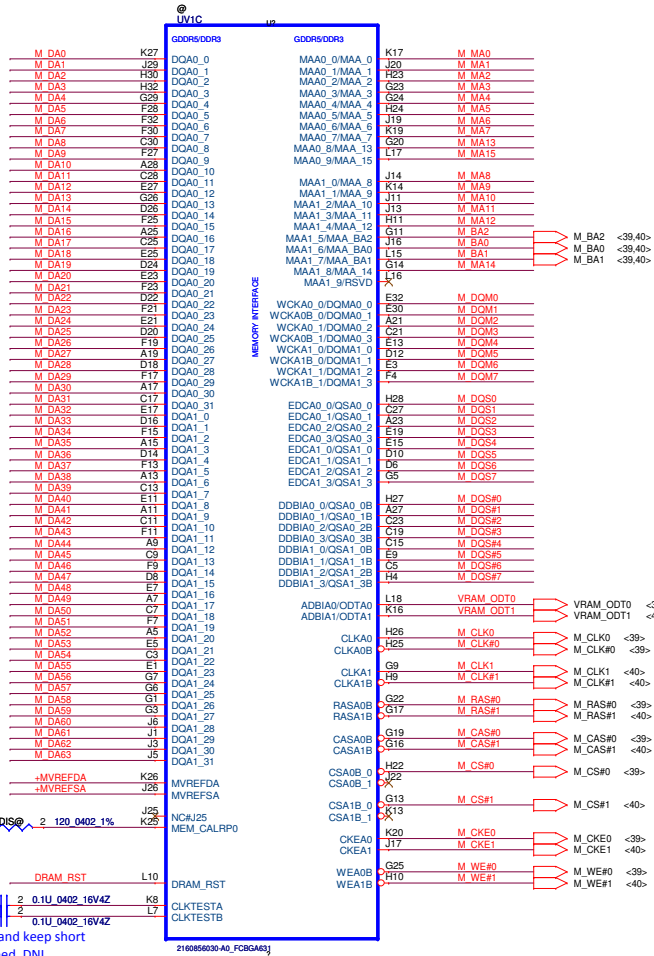 @
UV1C
GDDR5/DDR3 GDDR5/DDR3
M_DA0 K27 DQA0_0
M_DA1 J29 DQA0_1
M_DA2 H30 DQA0_2
M_DA3 H32 DQA0_3
M_DA4 G29 DQA0_4
M_DA5 F28 DQA0_5
M_DA6 F32 DQA0_6
M_DA7 F30 DQA0_7
M_DA8 C30 DQA0_8
M_DA9 F27 DQA0_9
M_DA10 A28 DQA0_10
M_DA11 C28 DQA0_11
M_DA12 E27 DQA0_12
M_DA13 G26 DQA0_13
M_DA14 D26 DQA0_14
M_DA15 F25 DQA0_15
M_DA16 A25 DQA0_16
M_DA17 C25 DQA0_17
M_DA18 E25 DQA0_18
M_DA19 D24 DQA0_19
M_DA20 E23 DQA0_20
M_DA21 F23 DQA0_21
M_DA22 D22 DQA0_22
M_DA23 F21 DQA0_23
M_DA24 E21 DQA0_24
M_DA25 D20 DQA0_25
M_DA26 F19 DQA0_26
M_DA27 A19 DQA0_27
M_DA28 D18 DQA0_28
M_DA29 F17 DQA0_29
M_DA30 A17 DQA0_30
M_DA31 C17 DQA0_31
M_DA32 E17 DQA1_0
M_DA33 D16 DQA1_1
M_DA34 F15 DQA1_2
M_DA35 A15 DQA1_3
M_DA36 D14 DQA1_4
M_DA37 F13 DQA1_5
M_DA38 A13 DQA1_6
M_DA39 C13 DQA1_7
M_DA40 E11 DQA1_8
M_DA41 A11 DQA1_9
M_DA42 C11 DQA1_10
M_DA43 F11 DQA1_11
M_DA44 A9 DQA1_12
M_DA45 C9 DQA1_13
M_DA46 F9 DQA1_14
M_DA47 D8 DQA1_15
M_DA48 E7 DQA1_16
M_DA49 A7 DQA1_17
M_DA50 C7 DQA1_18
M_DA51 F7 DQA1_19
M_DA52 A5 DQA1_20
M_DA53 E5 DQA1_21
M_DA54 C3 DQA1_22
M_DA55 E1 DQA1_23
M_DA56 G7 DQA1_24
M_DA57 G6 DQA1_25
M_DA58 G1 DQA1_26
M_DA59 G3 DQA1_27
M_DA60 J6 DQA1_28
M_DA61 J1 DQA1_29
M_DA62 J3 DQA1_30
M_DA63 J5 DQA1_31
+MVREFDA K26 MVREFDA
+MVREFSA J26 MVREFSA
J25 NC#J25
DIS@ 2 120_0402_1% K25 MEM_CALRP0
DRAM_RST L10 DRAM_RST
2 0.1U_0402_16V4Z K8 CLKTESTA
2 0.1U_0402_16V4Z L7 CLKTESTB
and keep short
MEMORY INTERFACE
MAA0_0/MAA_0 K17 M_MA0
MAA0_1/MAA_1 J20 M_MA1
MAA0_2/MAA_2 H23 M_MA2
MAA0_3/MAA_3 G23 M_MA3
MAA0_4/MAA_4 G24 M_MA4
MAA0_5/MAA_5 H24 M_MA5
MAA0_6/MAA_6 J19 M_MA6
MAA0_7/MAA_7 K19 M_MA7
MAA0_8/MAA_13 G20 M_MA13
MAA0_9/MAA_15 L17 M_MA15
MAA1_0/MAA_8 J14 M_MA8
MAA1_1/MAA_9 K14 M_MA9
MAA1_2/MAA_10 J11 M_MA10
MAA1_3/MAA_11 J13 M_MA11
MAA1_4/MAA_12 H11 M_MA12
MAA1_5/MAA_BA2 G11 M_BA2 M_BA2 <39,40>
MAA1_6/MAA_BA0 J16 M_BA0 M_BA0 <39,40>
MAA1_7/MAA_BA1 L15 M_BA1 M_BA1 <39,40>
MAA1_8/MAA_14 G14 M_MA14
MAA1_9/RSVD L16
WCKA0_0/DQMA0_0 E32 M_DQM0
WCKA0B_0/DQMA0_1 E30 M_DQM1
WCKA0_1/DQMA0_2 A21 M_DQM2
WCKA0B_1/DQMA0_3 C21 M_DQM3
WCKA1_0/DQMA1_0 E13 M_DQM4
WCKA1B_0/DQMA1_1 D12 M_DQM5
WCKA1_1/DQMA1_2 E3 M_DQM6
WCKA1B_1/DQMA1_3 F4 M_DQM7
EDCA0_0/QSA0_0 H28 M_DQS0
EDCA0_1/QSA0_1 C27 M_DQS1
EDCA0_2/QSA0_2 A23 M_DQS2
EDCA0_3/QSA0_3 E19 M_DQS3
EDCA1_0/QSA1_0 E15 M_DQS4
EDCA1_1/QSA1_1 D10 M_DQS5
EDCA1_2/QSA1_2 D6 M_DQS6
EDCA1_3/QSA1_3 G5 M_DQS7
DDBIA0_0/QSA0_0B H27 M_DQS#0
DDBIA0_1/QSA0_1B A27 M_DQS#1
DDBIA0_2/QSA0_2B C23 M_DQS#2
DDBIA0_3/QSA0_3B C19 M_DQS#3
DDBIA1_0/QSA1_0B C15 M_DQS#4
DDBIA1_1/QSA1_1B E9 M_DQS#5
DDBIA1_2/QSA1_2B C5 M_DQS#6
DDBIA1_3/QSA1_3B H4 M_DQS#7
ADBIA0/ODTA0 L18 VRAM_ODT0 VRAM_ODT0
ADBIA1/ODTA1 K16 VRAM_ODT1 VRAM_ODT1
CLKA0 H26 M_CLK0 M_CLK0 <39>
CLKA0B H25 M_CLK#0 M_CLK#0 <39>
CLKA1 G9 M_CLK1 M_CLK1 <40>
CLKA1B H9 M_CLK#1 M_CLK#1 <40>
RASA0B G22 M_RAS#0 M_RAS#0 <39>
RASA1B G17 M_RAS#1 M_RAS#1 <40>
CASA0B G19 M_CAS#0 M_CAS#0 <39>
CASA1B G16 M_CAS#1 M_CAS#1 <40>
CSA0B_0 H22 M_CS#0 M_CS#0 <39>
CSA0B_1 J22
CSA1B_0 G13 M_CS#1 M_CS#1 <40>
CSA1B_1 K13
CKEA0 K20 M_CKE0 M_CKE0 <39>
CKEA1 J17 M_CKE1 M_CKE1 <40>
WEA0B G25 M_WE#0 M_WE#0 <39>
WEA1B H10 M_WE#1 M_WE#1 <40>
2160856030-A0_FCBGA631